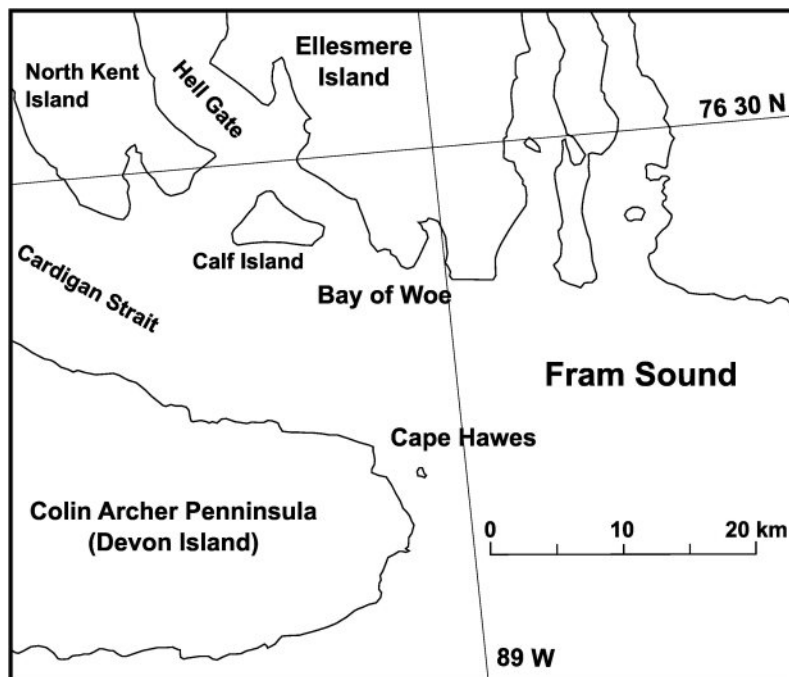 Ellesmere
Island
North Kent
Island
Hell Gate
76 30 N
Calf Island
Cardigan Strait
Bay of Woe
Fram Sound
Cape Hawes
Colin Archer Penninsula
(Devon Island)
0 10 20 km
89 W